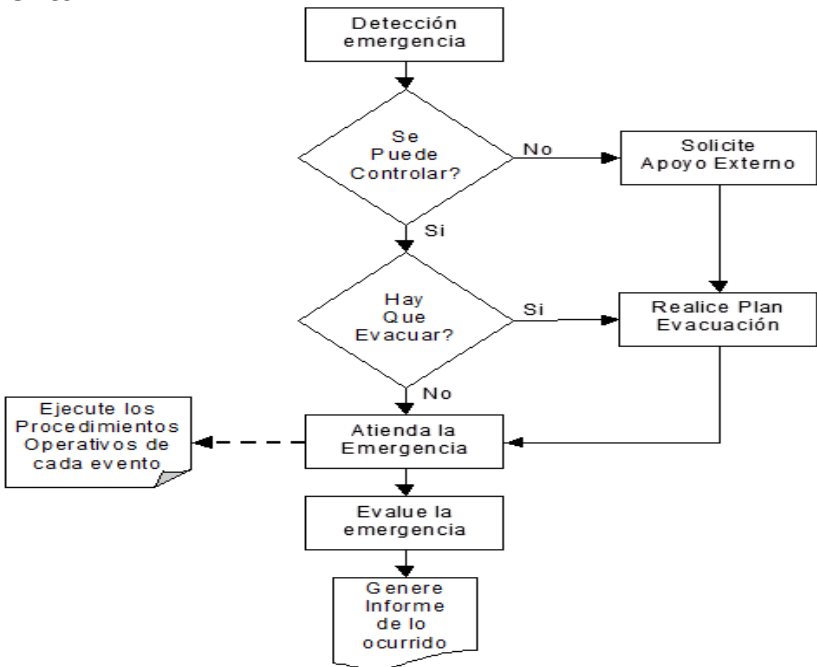 Detección
emergencia
Se
Puede
Controlar?
No
Solicite
Apoyo Externo
Si
Hay
Que
Evacuar?
Si
Realice Plan
Evacuación
No
Ejecute los
Procedimientos
Operativos de
cada evento
Atienda la
Emergencia
Evalue la
emergencia
Genere
Informe
de lo
ocurrido